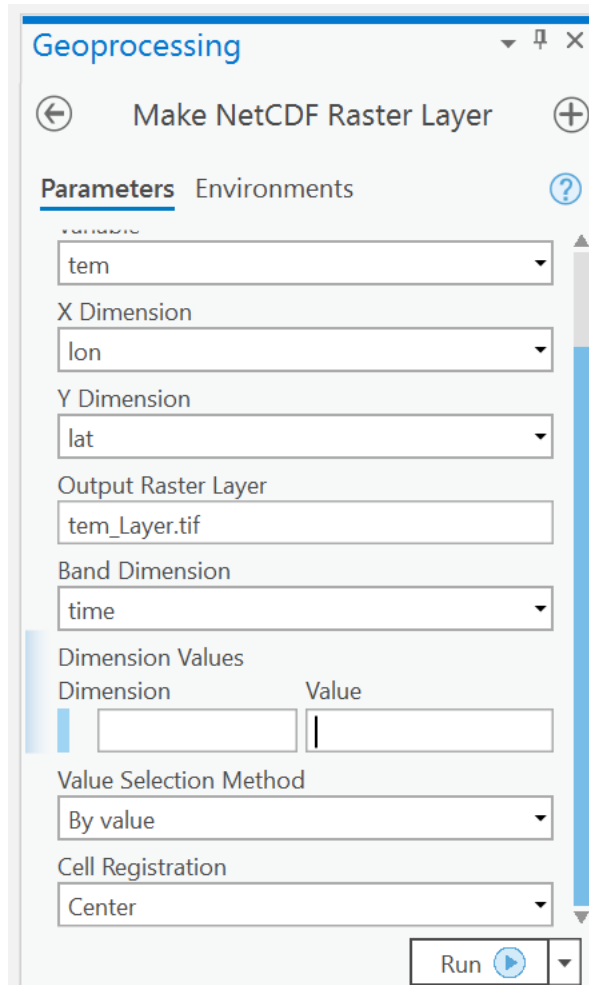 Geoprocessing
Make NetCDF Raster Layer
Parameters Environments
Variable
tem
X Dimension
lon
Y Dimension
lat
Output Raster Layer
tem_Layer.tif
Band Dimension
time
Dimension Values
Dimension Value
Value Selection Method
By value
Cell Registration
Center
Run